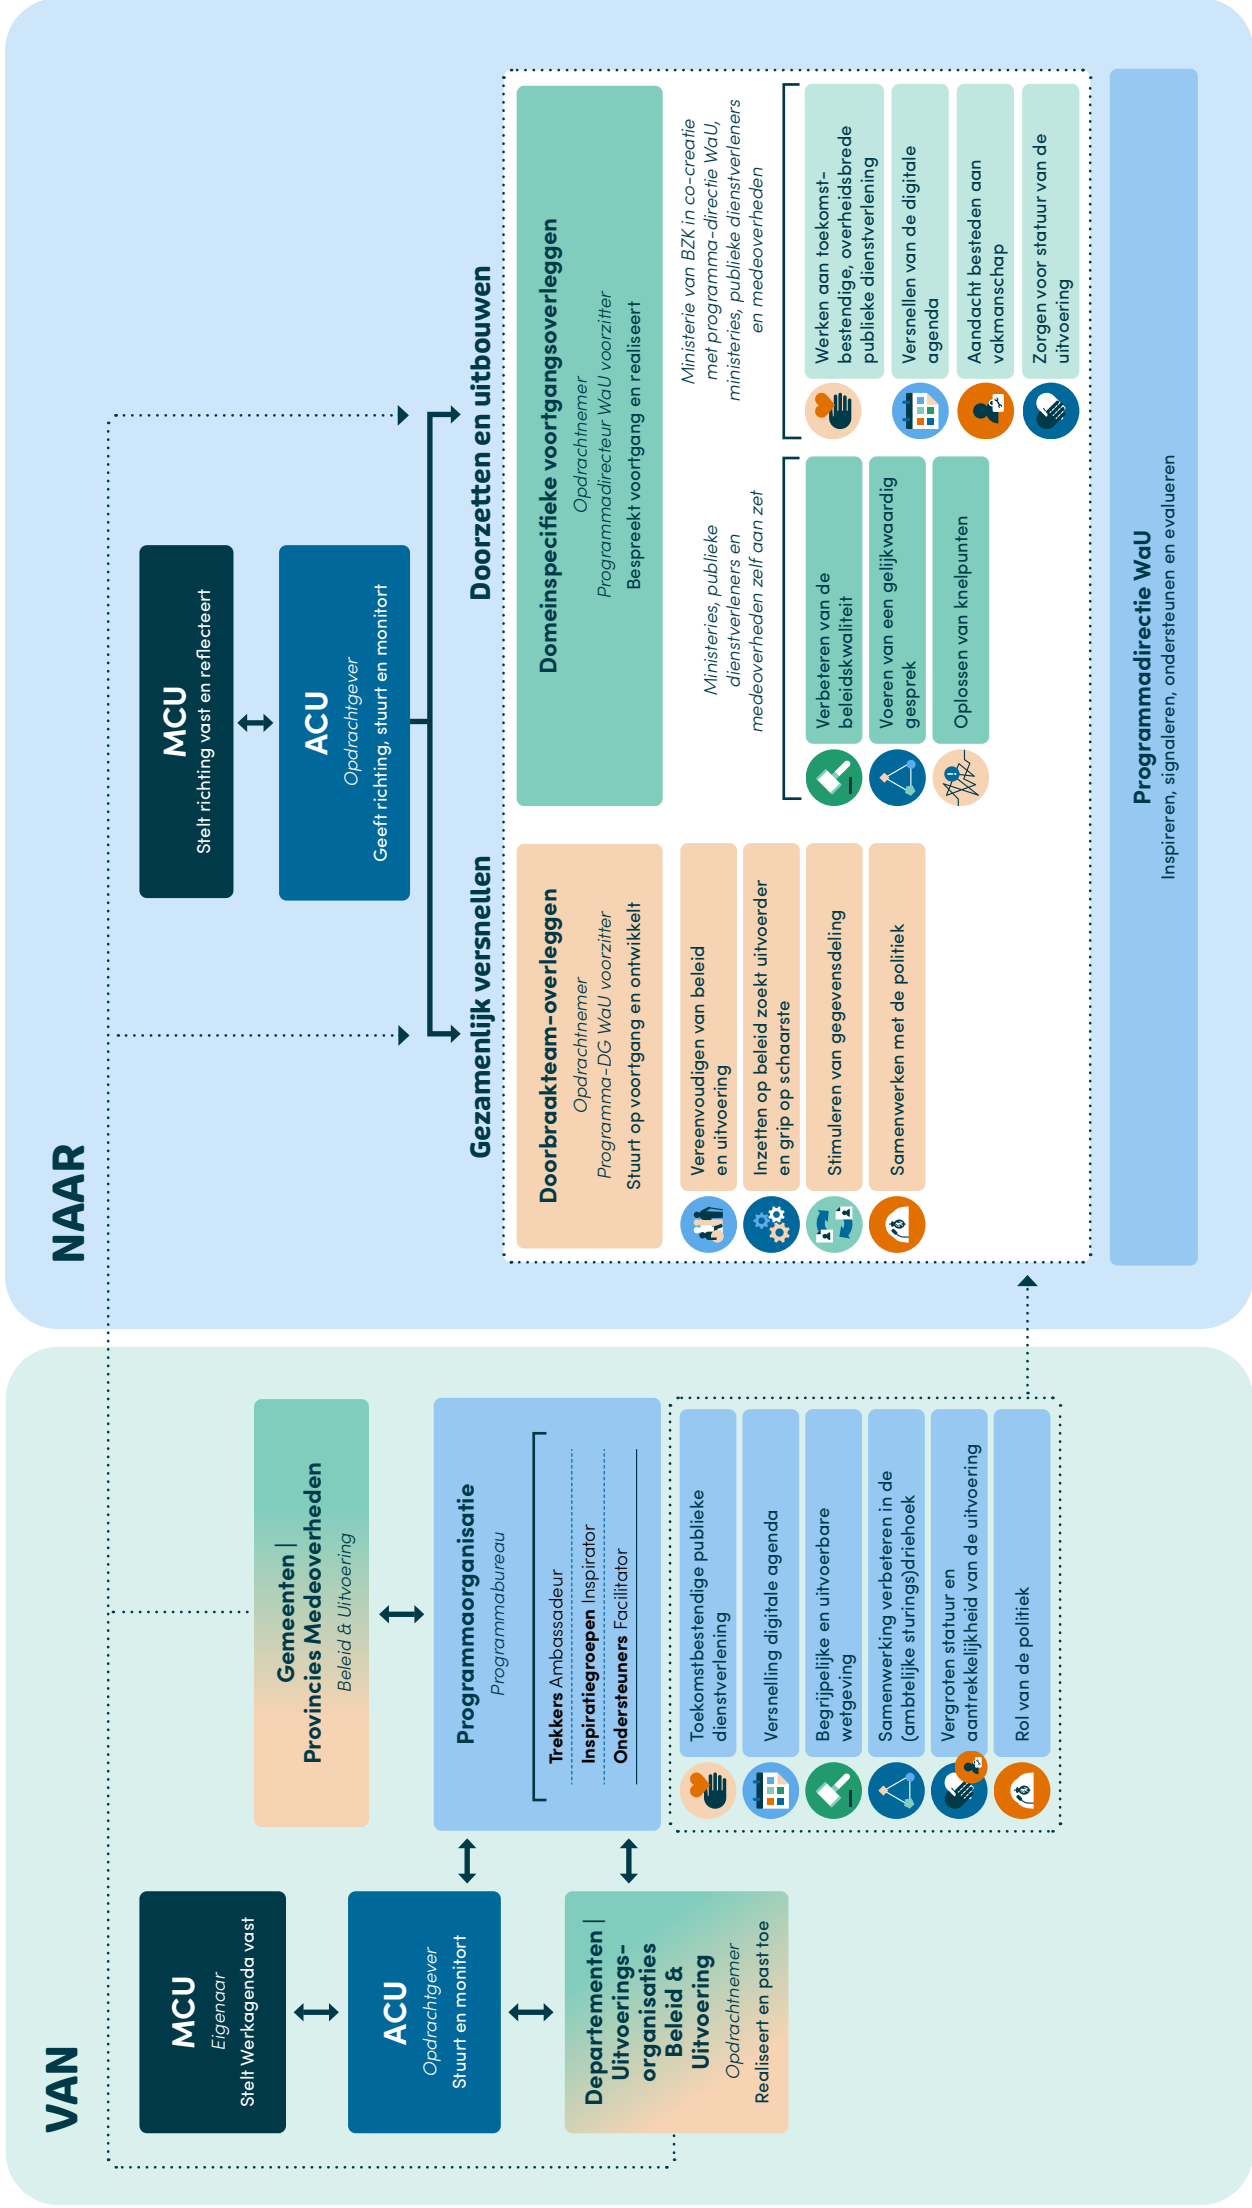 VAN
MCU
Eigenaar
Stelt Werkagenda vast
ACU
Opdrachtgever
Stuurt en monitort
Departementen |
Uitvoerings-
organisaties
Beleid &
Uitvoering
Opdrachtnemer
Realiseert en past toe
Gemeenten |
Provincies Medeoverheden
Beleid & Uitvoering
Programmaorganisatie
Programmabureau
Trekkers Ambassadeur
Inspiratiegroepen Inspirator
Ondersteuners Facilitator
Toekomstbestendige publieke
dienstverlening
Versnelling digitale agenda
Begrijpelijke en uitvoerbare
wetgeving
Samenwerking verbeteren in de
(ambtelijke sturings)driehoek
Vergroten statuur en
aantrekkelijkheid van de uitvoering
Rol van de politiek
NAAR
MCU
Stelt richting vast en reflecteert
ACU
Opdrachtgever
Geeft richting, stuurt en monitort
Gezamenlijk versnellen
Doorbraakteam-overleggen
Opdrachtnemer
Programma-DG WaU voorzitter
Stuurt op voortgang en ontwikkelt
Vereenvoudigen van beleid
en uitvoering
Inzetten op beleid zoekt uitvoerder
en grip op schaarste
Stimuleren van gegevensdeling
Samenwerken met de politiek
Doorzetten en uitbouwen
Domeinspecifieke voortgangsoverleggen
Opdrachtnemer
Programmadirecteur WaU voorzitter
Bespreekt voortgang en realiseert
Ministeries, publieke
dienstverleners en
medeoverheden zelf aan zet
Verbeteren van de
beleidskwaliteit
Voeren van een gelijkwaardig
gesprek
Oplossen van knelpunten
Ministerie van BZK in co-creatie
met programma-directie WaU,
ministeries, publieke dienstverleners
en medeoverheden
Werken aan toekomst-
bestendige, overheidsbrede
publieke dienstverlening
Versnellen van de digitale
agenda
Aandacht besteden aan
vakmanschap
Zorgen voor statuur van de
uitvoering
Programmadirectie WaU
Inspireren, signaleren, ondersteunen en evalueren